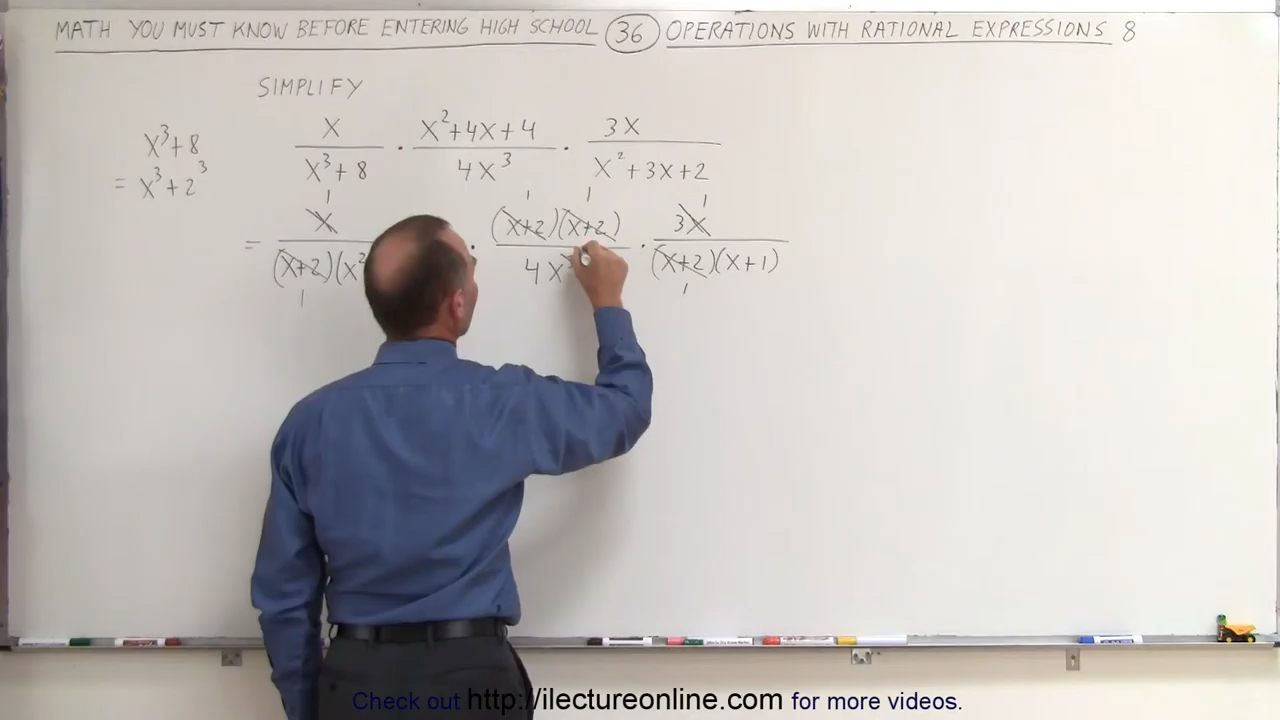 MATH YOU MUST KNOW BEFORE ENTERING HIGH SCHOOL 36 OPERATIONS WITH RATIONAL EXPRESSIONS 8
SIMPLIFY
x³+8
= x³+2³
x/(x³+8) · (x²+4x+4)/(4x³) · 3x/(x²+3x+2)
1 1 1 1
= x/((x+2)(x² · ((x+2)(x+2))/(4x · 3x/((x+2)(x+1))
1 1
Check out http://ilectureonline.com for more videos.